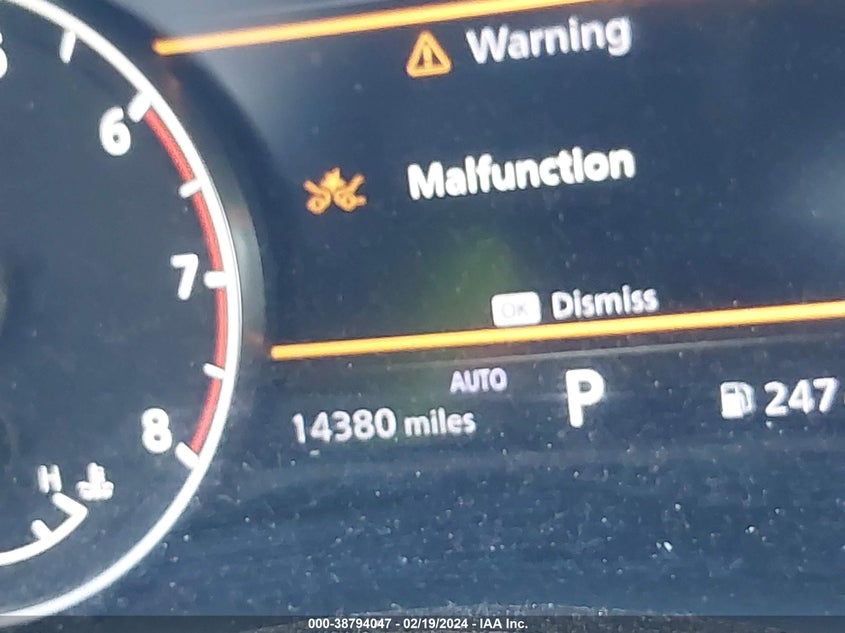 Warning
6
Malfunction
7
OK Dismiss
AUTO P 247
14380 miles
8
H
000-38794047 - 02/19/2024 - IAA Inc.